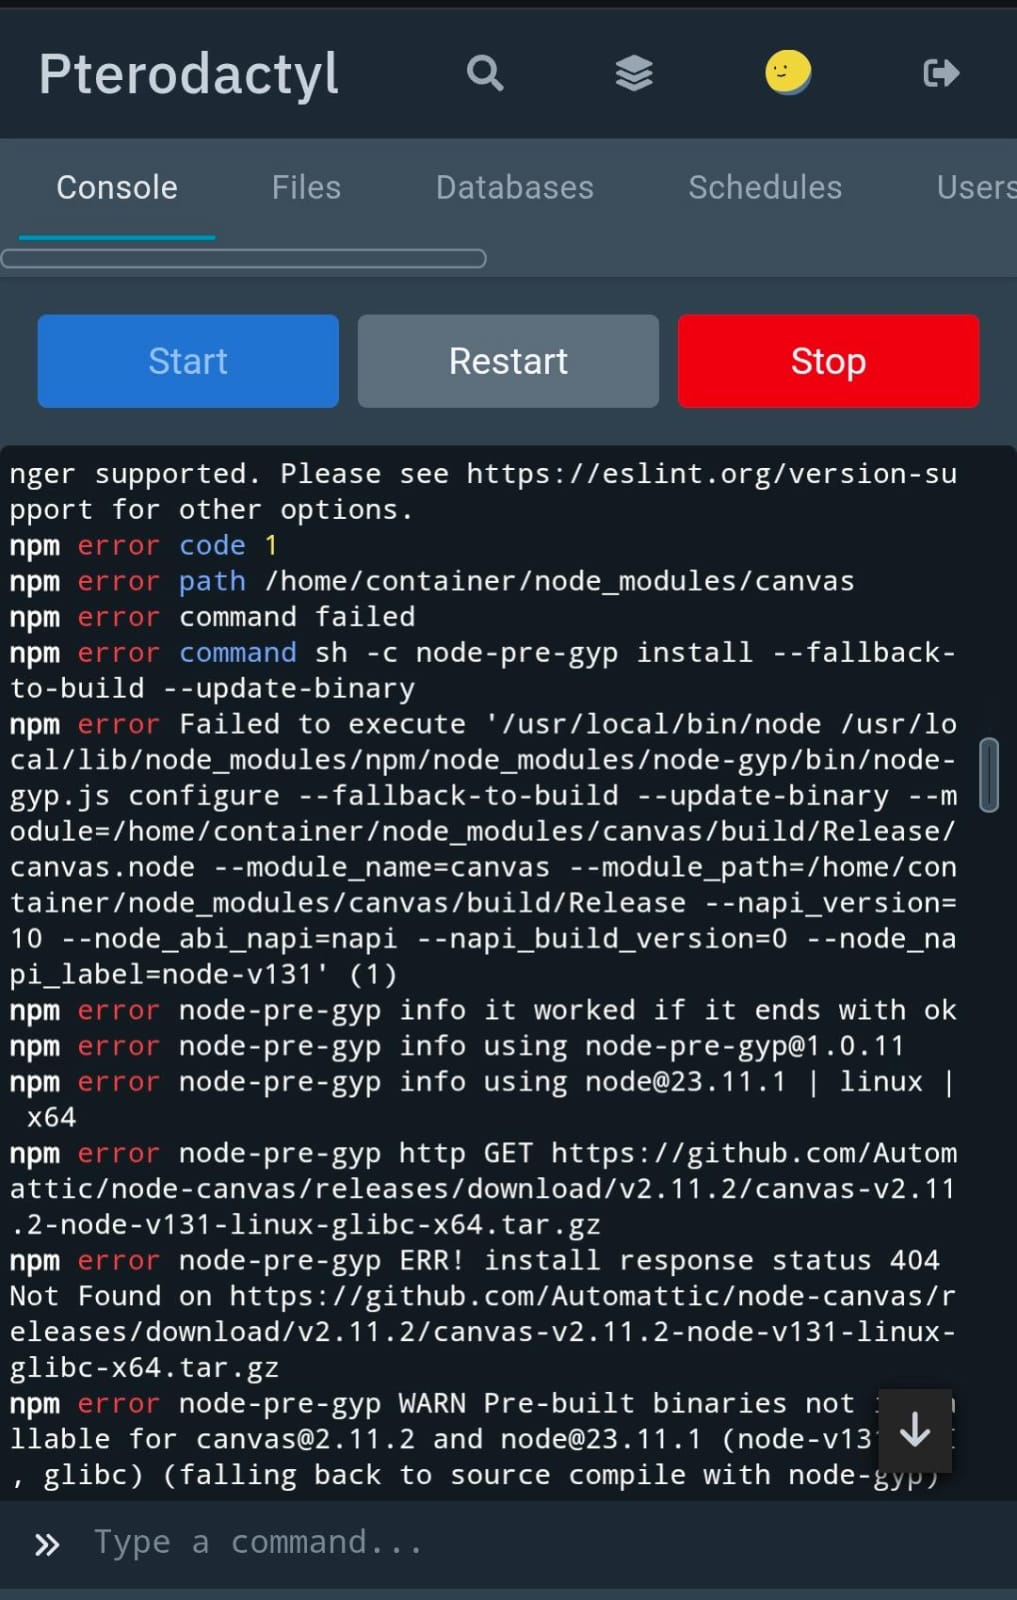 Pterodactyl
Console Files Databases Schedules Users
Start Restart Stop
nger supported. Please see https://eslint.org/version-su
pport for other options.
npm error code 1
npm error path /home/container/node_modules/canvas
npm error command failed
npm error command sh -c node-pre-gyp install --fallback-
to-build --update-binary
npm error Failed to execute '/usr/local/bin/node /usr/lo
cal/lib/node_modules/npm/node_modules/node-gyp/bin/node-
gyp.js configure --fallback-to-build --update-binary --m
odule=/home/container/node_modules/canvas/build/Release/
canvas.node --module_name=canvas --module_path=/home/con
tainer/node_modules/canvas/build/Release --napi_version=
10 --node_abi_napi=napi --napi_build_version=0 --node_na
pi_label=node-v131' (1)
npm error node-pre-gyp info it worked if it ends with ok
npm error node-pre-gyp info using node-pre-gyp@1.0.11
npm error node-pre-gyp info using node@23.11.1 | linux |
x64
npm error node-pre-gyp http GET https://github.com/Autom
attic/node-canvas/releases/download/v2.11.2/canvas-v2.11
.2-node-v131-linux-glibc-x64.tar.gz
npm error node-pre-gyp ERR! install response status 404
Not Found on https://github.com/Automattic/node-canvas/r
eleases/download/v2.11.2/canvas-v2.11.2-node-v131-linux-
glibc-x64.tar.gz
npm error node-pre-gyp WARN Pre-built binaries not
llable for canvas@2.11.2 and node@23.11.1 (node-v13
, glibc) (falling back to source compile with node-gyp)
Type a command...